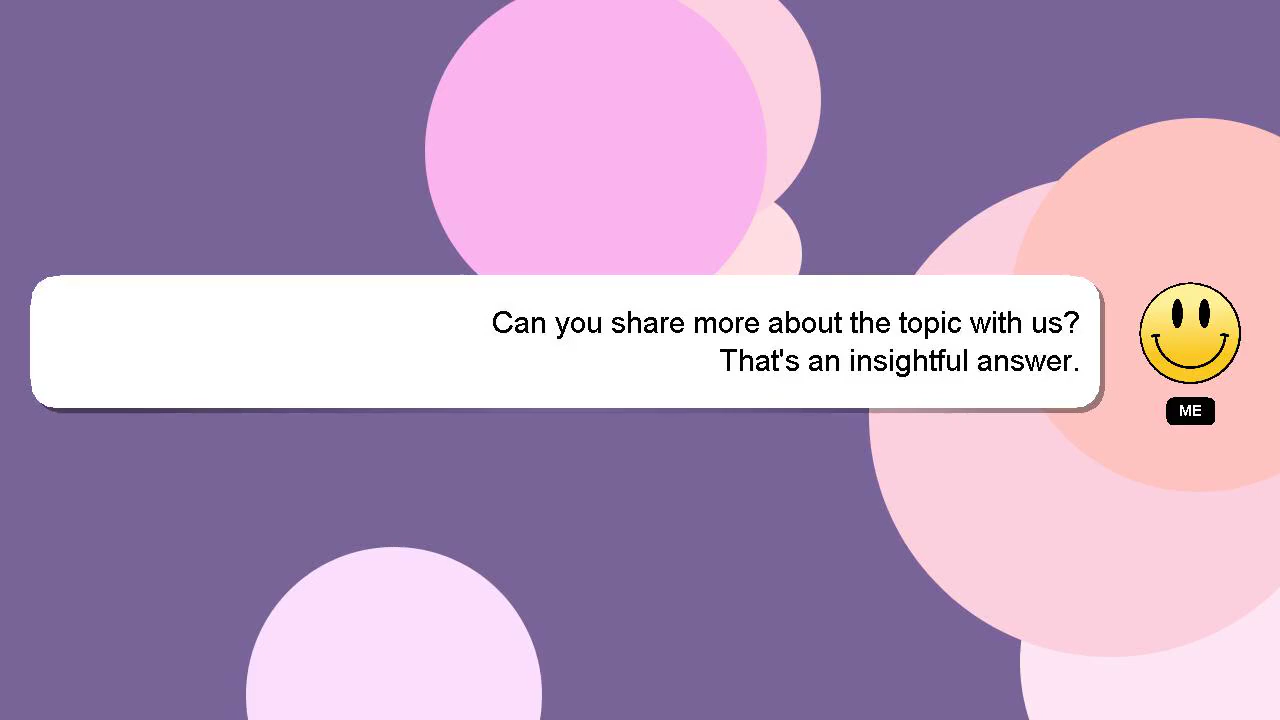 Can you share more about the topic with us?
That's an insightful answer.
ME